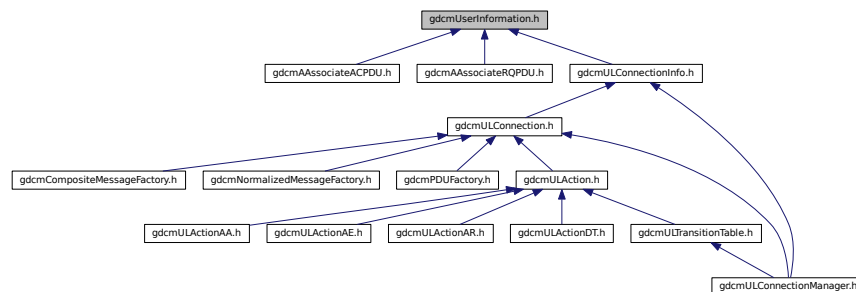 gdcmUserInformation.h
gdcmAAssociateACPDU.h
gdcmAAssociateRQPDU.h
gdcmULConnectionInfo.h
gdcmULConnection.h
gdcmCompositeMessageFactory.h
gdcmNormalizedMessageFactory.h
gdcmPDUFactory.h
gdcmULAction.h
gdcmULActionAA.h
gdcmULActionAE.h
gdcmULActionAR.h
gdcmULActionDT.h
gdcmULTransitionTable.h
gdcmULConnectionManager.h